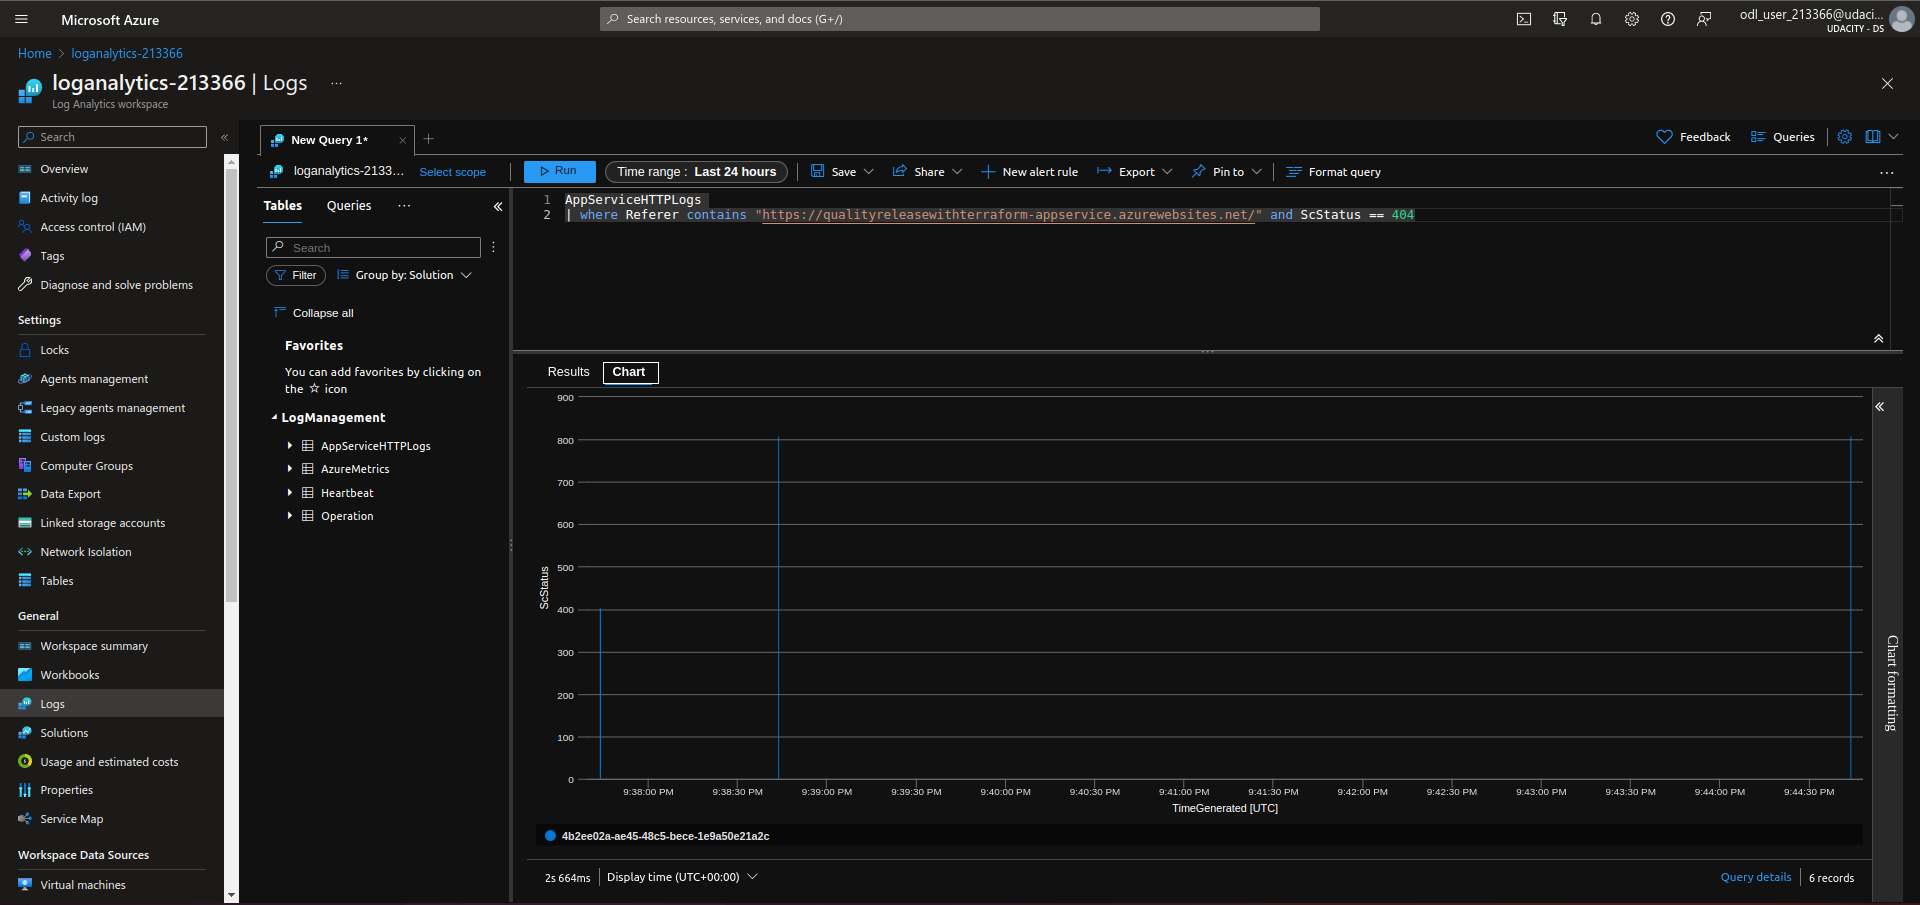 Microsoft Azure
Search resources, services, and docs (G+/)
odl_user_213366@udaci...
UDACITY - DS
Home > loganalytics-213366
loganalytics-213366 | Logs ...
Log Analytics workspace
Search
Overview
Activity log
Access control (IAM)
Tags
Diagnose and solve problems
Settings
Locks
Agents management
Legacy agents management
Custom logs
Computer Groups
Data Export
Linked storage accounts
Network Isolation
Tables
General
Workspace summary
Workbooks
Logs
Solutions
Usage and estimated costs
Properties
Service Map
Workspace Data Sources
Virtual machines
New Query 1*
Feedback
Queries
loganalytics-2133...
Select scope
Run
Time range : Last 24 hours
Save
Share
New alert rule
Export
Pin to
Format query
Tables
Queries
...
Search
Filter
Group by: Solution
Collapse all
Favorites
You can add favorites by clicking on
the ☆ icon
LogManagement
AppServiceHTTPLogs
AzureMetrics
Heartbeat
Operation
1 AppServiceHTTPLogs
2 | where Referer contains "https://qualityreleasewithterraform-appservice.azurewebsites.net/" and ScStatus == 404
Results
Chart
900
800
700
600
500
400
300
200
100
0
ScStatus
9:38:00 PM 9:38:30 PM 9:39:00 PM 9:39:30 PM 9:40:00 PM 9:40:30 PM 9:41:00 PM 9:41:30 PM 9:42:00 PM 9:42:30 PM 9:43:00 PM 9:43:30 PM 9:44:00 PM 9:44:30 PM
TimeGenerated [UTC]
4b2ee02a-ae45-48c5-bece-1e9a50e21a2c
Chart formatting
2s 664ms
Display time (UTC+00:00)
Query details
6 records